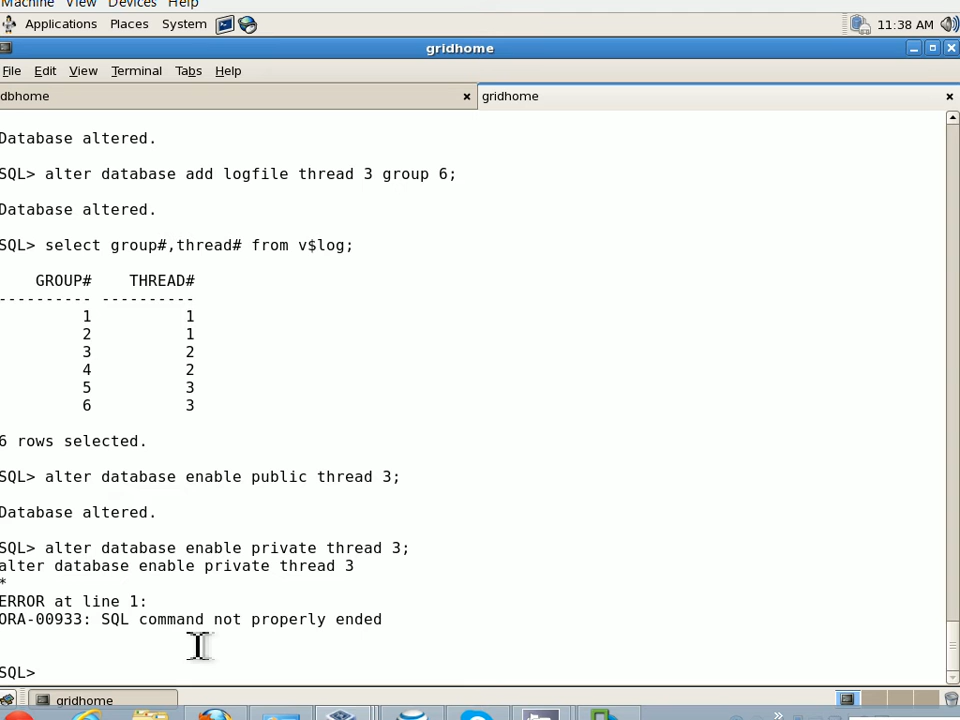 Machine View Devices Help
Applications Places System 11:38 AM
gridhome
File Edit View Terminal Tabs Help
dbhome gridhome
Database altered.
SQL> alter database add logfile thread 3 group 6;
Database altered.
SQL> select group#,thread# from v$log;
GROUP# THREAD#
---------- ----------
1 1
2 1
3 2
4 2
5 3
6 3
6 rows selected.
SQL> alter database enable public thread 3;
Database altered.
SQL> alter database enable private thread 3;
alter database enable private thread 3
*
ERROR at line 1:
ORA-00933: SQL command not properly ended
SQL>
gridhome